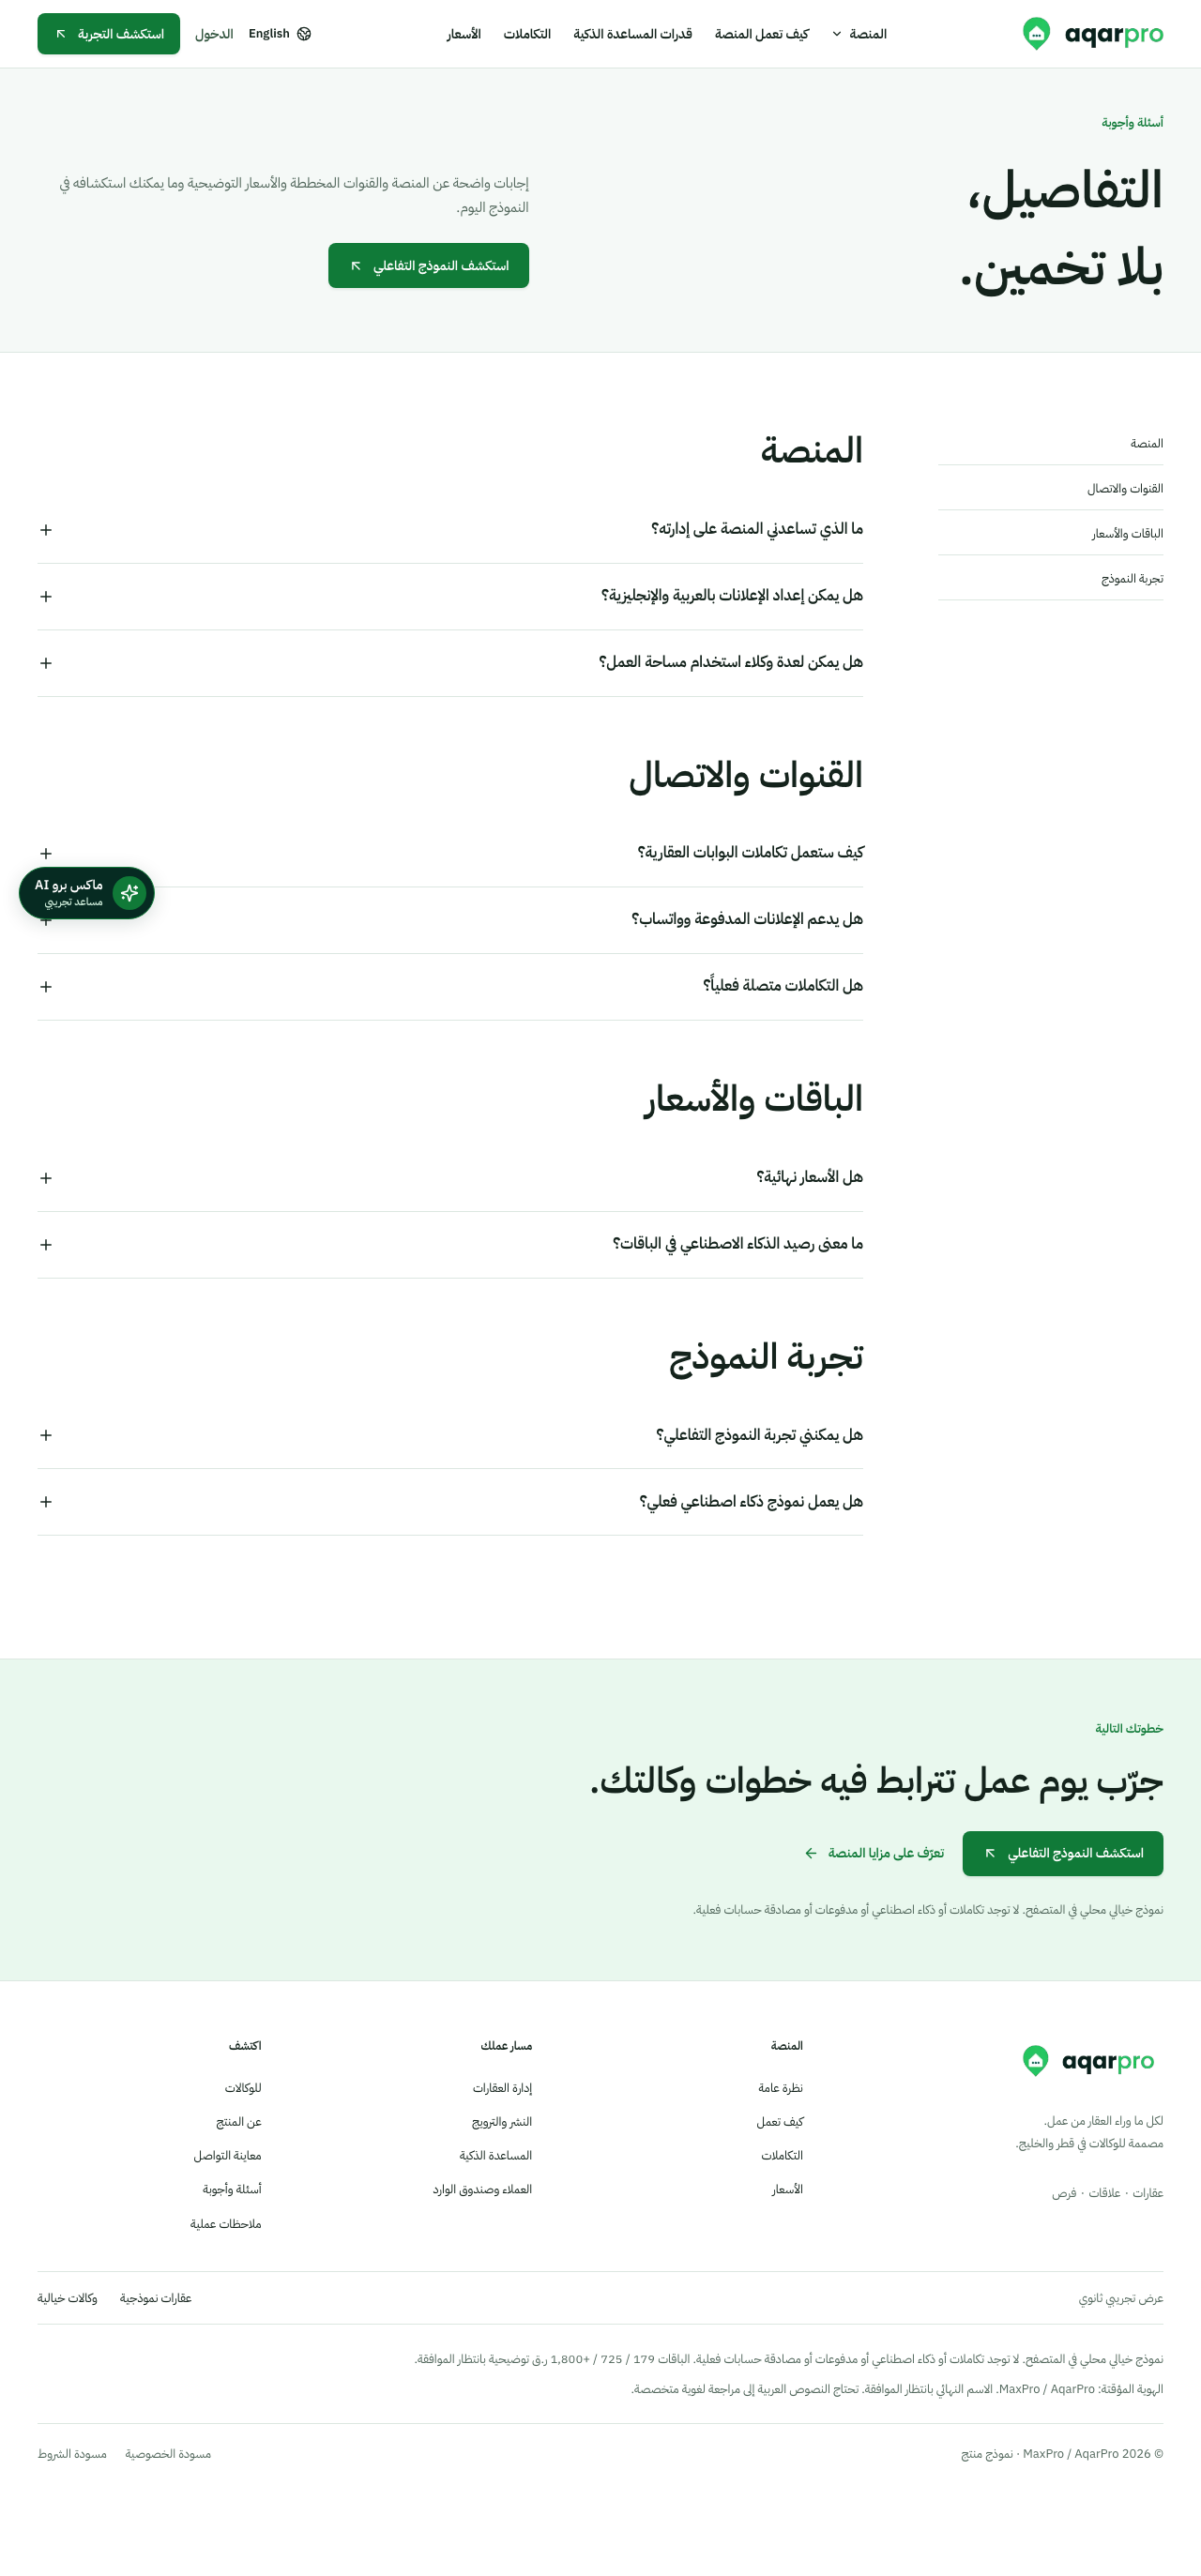 aqarpro
المنصة
كيف تعمل المنصة
قدرات المساعدة الذكية
التكاملات
الأسعار
English
الدخول
استكشف التجربة
أسئلة وأجوبة
التفاصيل،
بلا تخمين.
إجابات واضحة عن المنصة والقنوات المخططة والأسعار التوضيحية وما يمكنك استكشافه في
النموذج اليوم.
استكشف النموذج التفاعلي
المنصة
القنوات والاتصال
الباقات والأسعار
تجربة النموذج
المنصة
ما الذي تساعدني المنصة على إدارته؟
هل يمكن إعداد الإعلانات بالعربية والإنجليزية؟
هل يمكن لعدة وكلاء استخدام مساحة العمل؟
القنوات والاتصال
كيف ستعمل تكاملات البوابات العقارية؟
هل يدعم الإعلانات المدفوعة وواتساب؟
هل التكاملات متصلة فعلياً؟
ماكس برو AI
مساعد تجريبي
الباقات والأسعار
هل الأسعار نهائية؟
ما معنى رصيد الذكاء الاصطناعي في الباقات؟
تجربة النموذج
هل يمكنني تجربة النموذج التفاعلي؟
هل يعمل نموذج ذكاء اصطناعي فعلي؟
خطوتك التالية
جرّب يوم عمل تترابط فيه خطوات وكالتك.
استكشف النموذج التفاعلي
تعرّف على مزايا المنصة
نموذج خيالي محلي في المتصفح. لا توجد تكاملات أو ذكاء اصطناعي أو مدفوعات أو مصادقة حسابات فعلية.
aqarpro
لكل ما وراء العقار من عمل.
مصممة للوكالات في قطر والخليج.
عقارات · علاقات · فرص
المنصة
نظرة عامة
كيف تعمل
التكاملات
الأسعار
مسار عملك
إدارة العقارات
النشر والترويج
المساعدة الذكية
العملاء وصندوق الوارد
اكتشف
للوكالات
عن المنتج
معاينة التواصل
أسئلة وأجوبة
ملاحظات عملية
عرض تجريبي ثانوي
عقارات نموذجية
وكالات خيالية
نموذج خيالي محلي في المتصفح. لا توجد تكاملات أو ذكاء اصطناعي أو مدفوعات أو مصادقة حسابات فعلية. الباقات 179 / 725 / +1,800 ر.ق توضيحية بانتظار الموافقة.
الهوية المؤقتة: MaxPro / AqarPro. الاسم النهائي بانتظار الموافقة. تحتاج النصوص العربية إلى مراجعة لغوية متخصصة.
© 2026 MaxPro / AqarPro · نموذج منتج
مسودة الخصوصية
مسودة الشروط